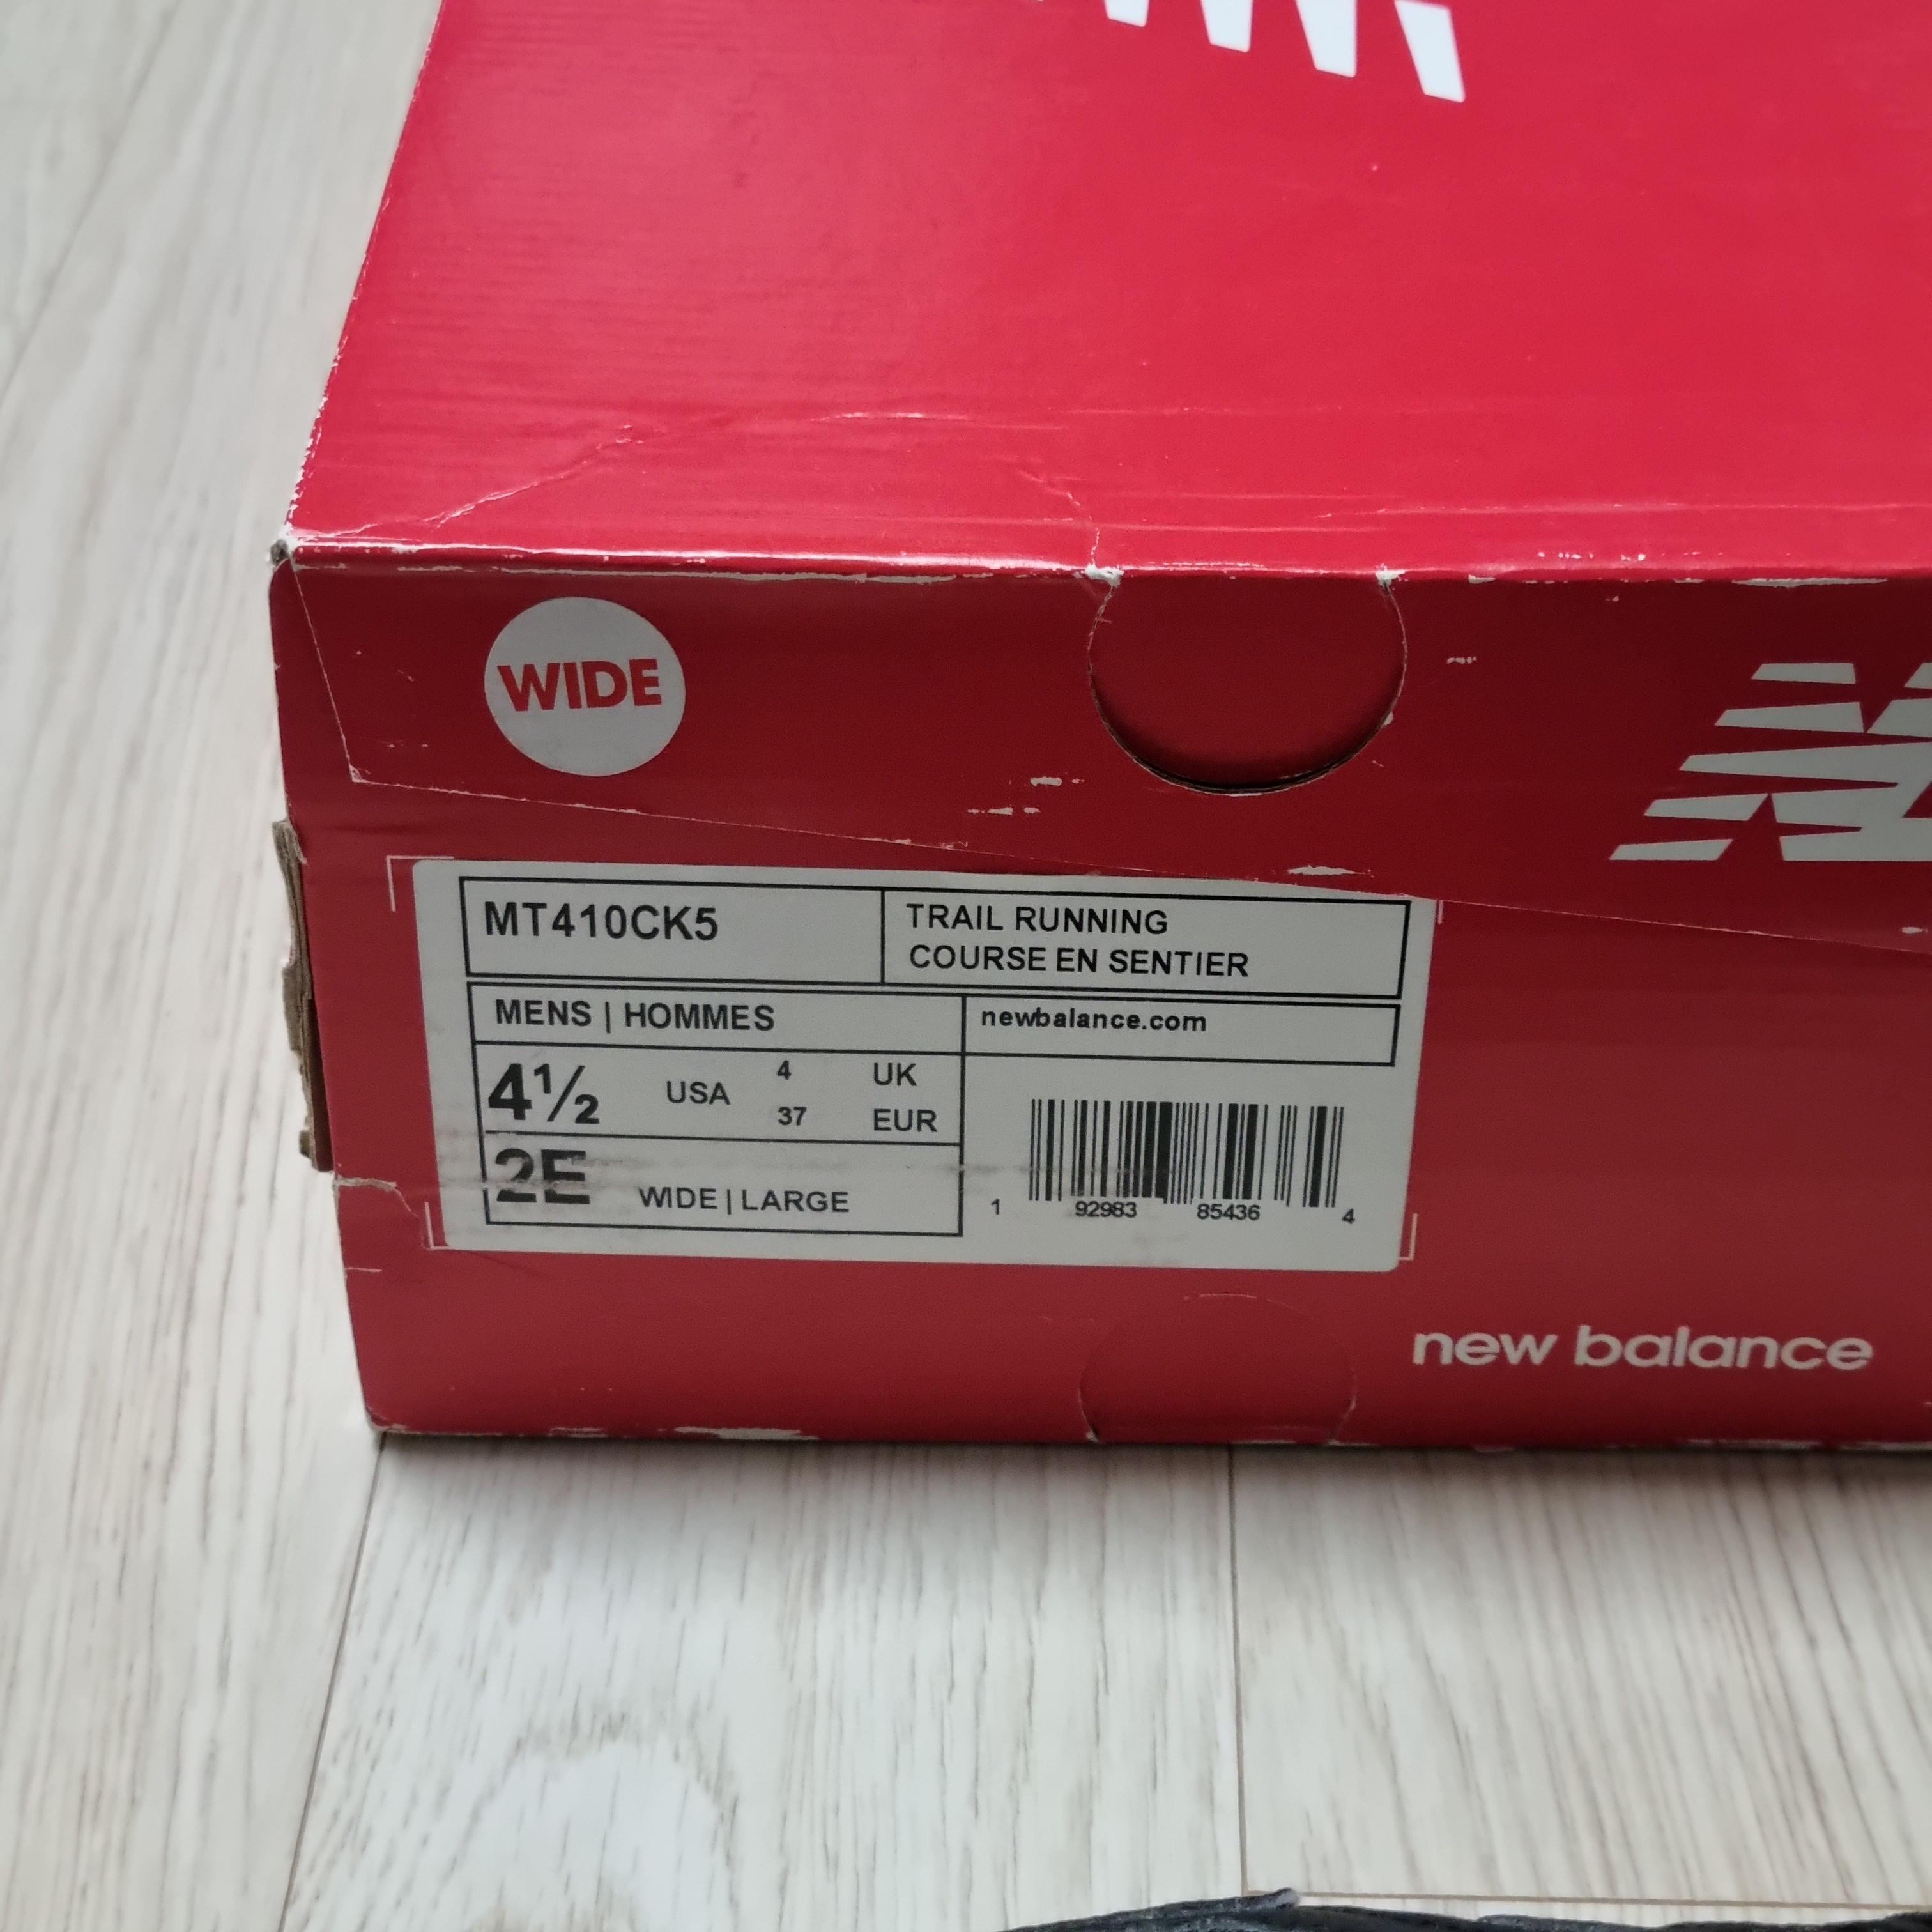 WIDE
MT410CK5
TRAIL RUNNING
COURSE EN SENTIER
MENS | HOMMES
newbalance.com
4½ USA 4 UK
37 EUR
2E WIDE | LARGE
1 92983 85436 4
new balance